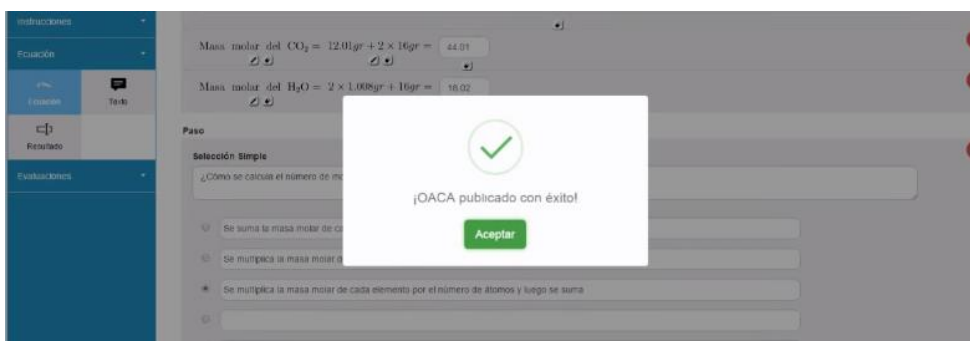 Instrucciones
Ecuación
Ecuación
Texto
Resultado
Evaluaciones
Masa molar del CO₂ = 12.01gr + 2 × 16gr = 44.01
Masa molar del H₂O = 2 × 1.008gr + 16gr = 18.02
Paso
Selección Simple
¿Cómo se calcula el número de
Se suma la masa molar de
Se multiplica la masa molar
Se multiplica la masa molar de cada elemento por el número de átomos y luego se suma
¡OACA publicado con éxito!
Aceptar